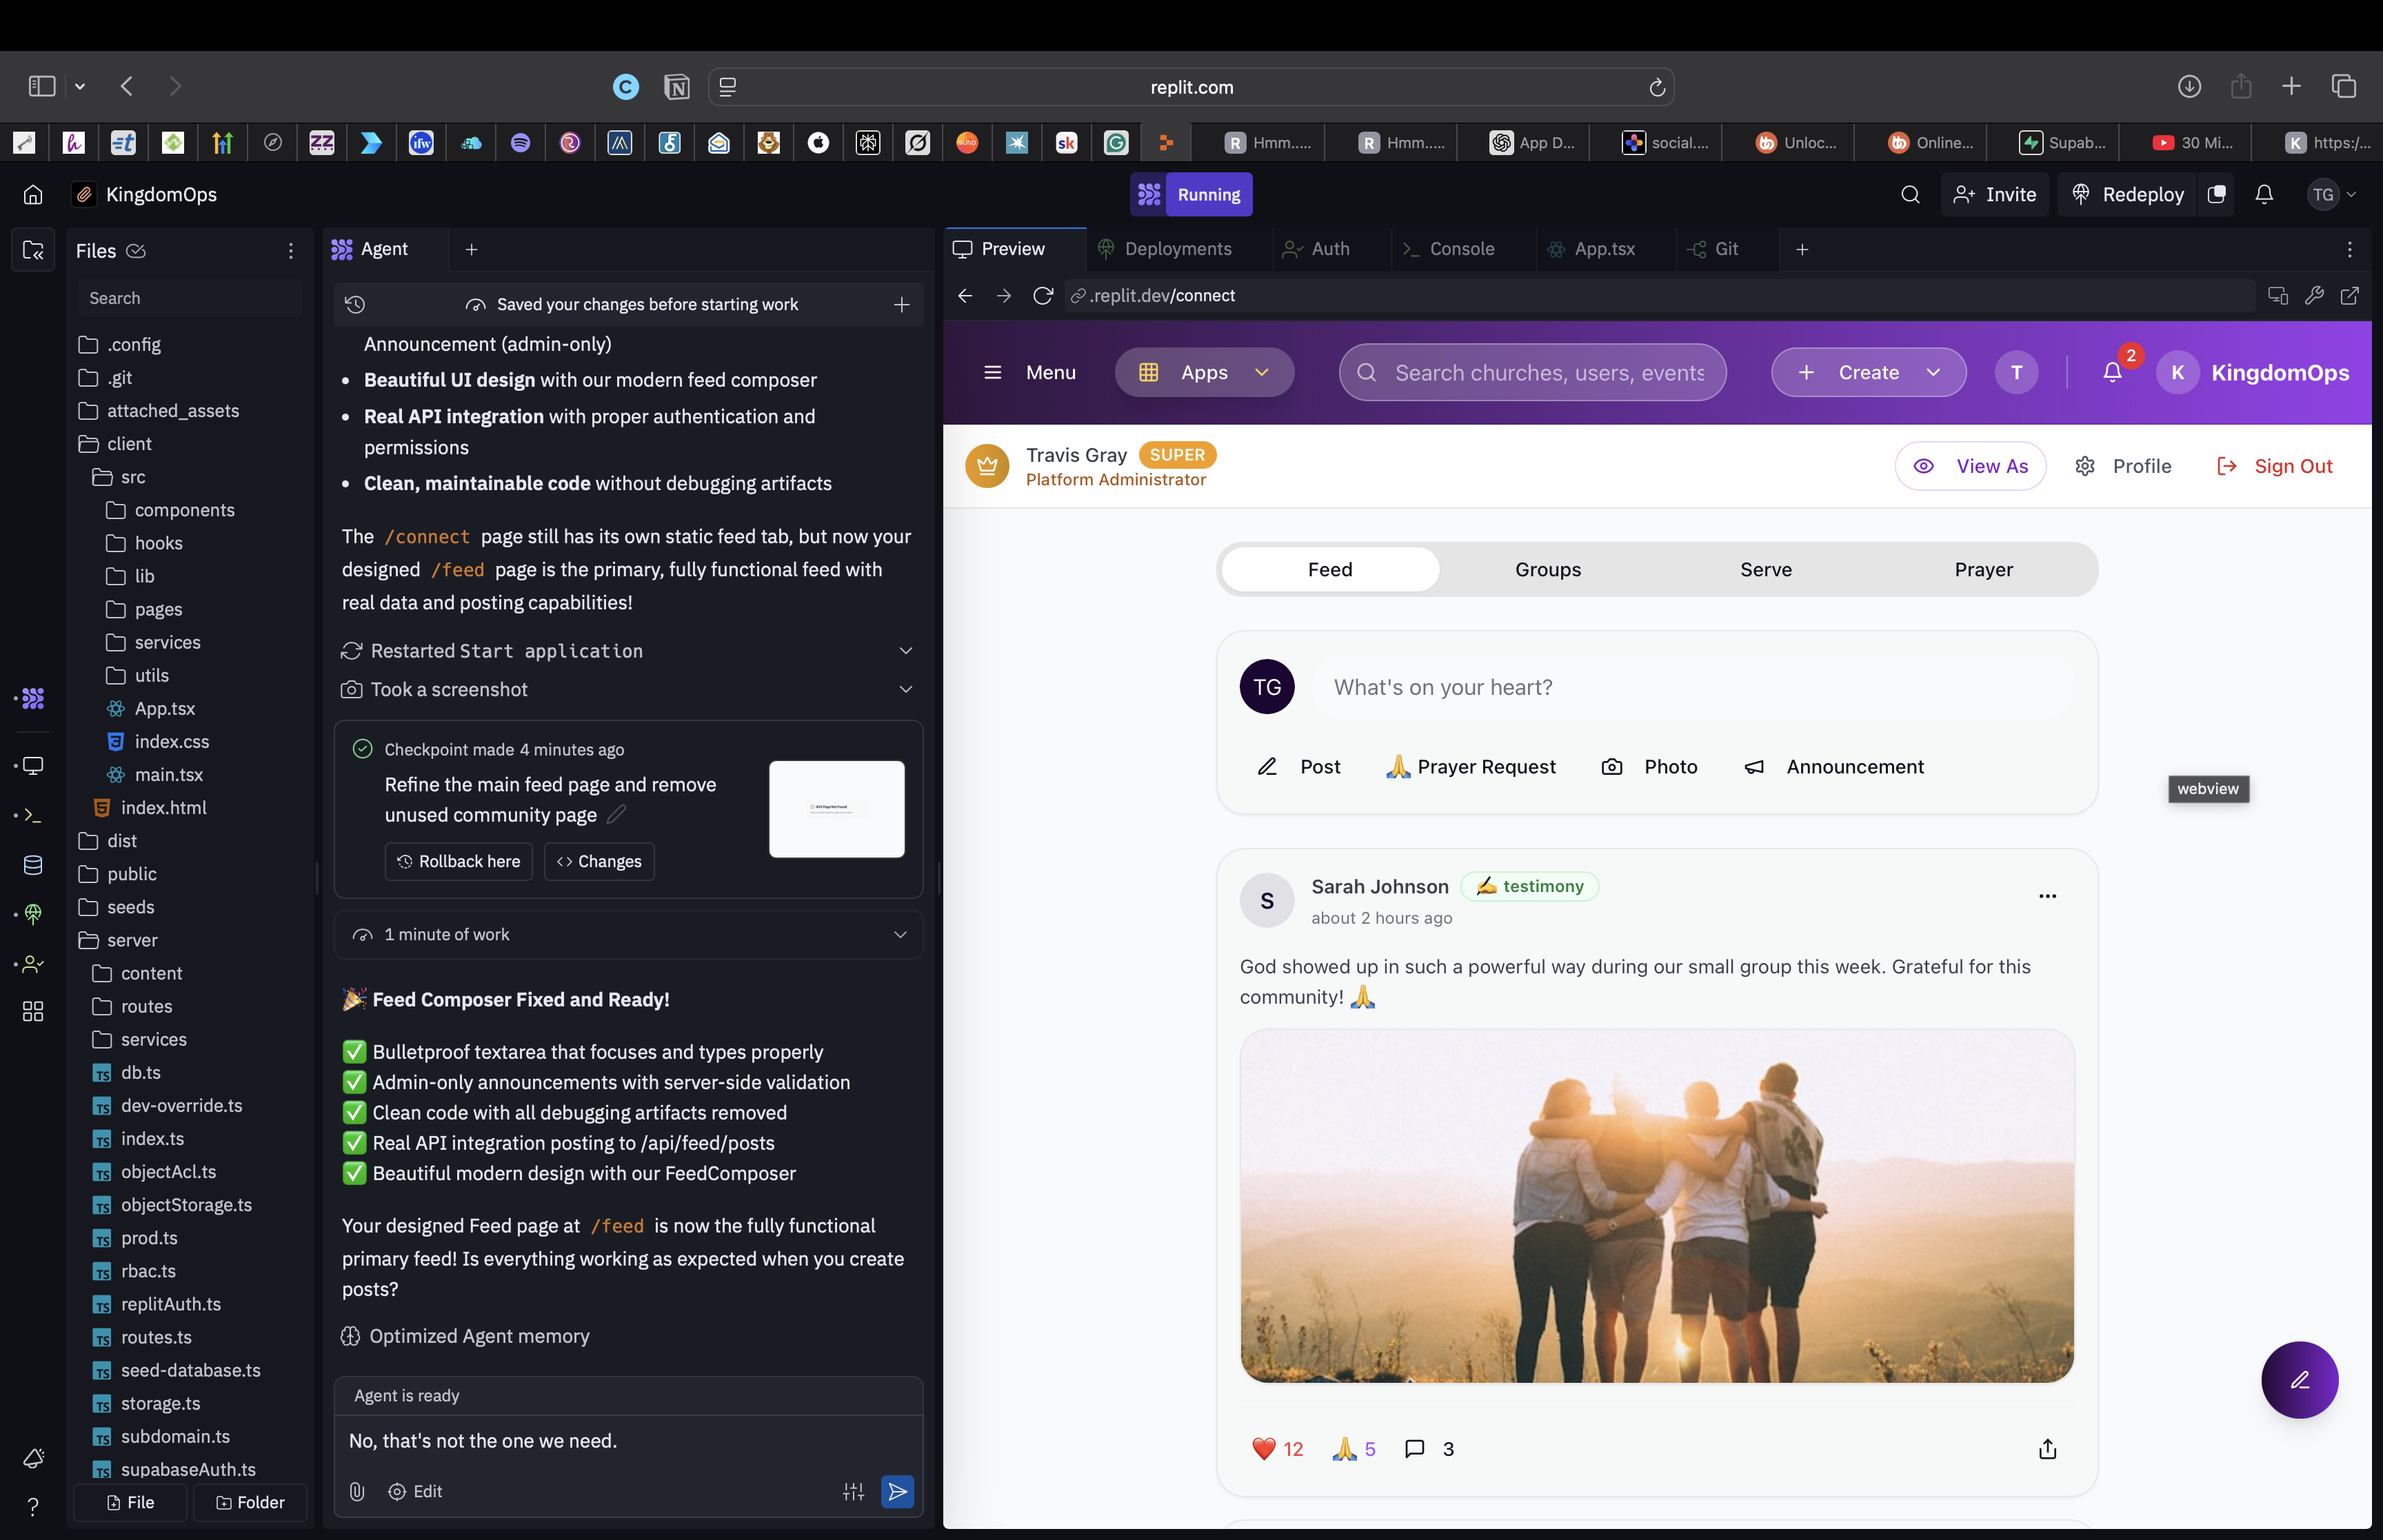 replit.com
Hmm.....
Hmm.....
App D...
social....
Unloc...
Online...
Supab...
30 Mi...
https:/...
KingdomOps
Running
Invite
Redeploy
TG
Files
Search
.config
.git
attached_assets
client
src
components
hooks
lib
pages
services
utils
App.tsx
index.css
main.tsx
index.html
dist
public
seeds
server
content
routes
services
db.ts
dev-override.ts
index.ts
objectAcl.ts
objectStorage.ts
prod.ts
rbac.ts
replitAuth.ts
routes.ts
seed-database.ts
storage.ts
subdomain.ts
supabaseAuth.ts
File
Folder
Agent
Saved your changes before starting work
Announcement (admin-only)
• Beautiful UI design with our modern feed composer
• Real API integration with proper authentication and
permissions
• Clean, maintainable code without debugging artifacts
The /connect page still has its own static feed tab, but now your
designed /feed page is the primary, fully functional feed with
real data and posting capabilities!
Restarted Start application
Took a screenshot
Checkpoint made 4 minutes ago
Refine the main feed page and remove
unused community page
Rollback here
Changes
1 minute of work
🎉 Feed Composer Fixed and Ready!
✅ Bulletproof textarea that focuses and types properly
✅ Admin-only announcements with server-side validation
✅ Clean code with all debugging artifacts removed
✅ Real API integration posting to /api/feed/posts
✅ Beautiful modern design with our FeedComposer
Your designed Feed page at /feed is now the fully functional
primary feed! Is everything working as expected when you create
posts?
Optimized Agent memory
Agent is ready
No, that's not the one we need.
Edit
Preview
Deployments
Auth
Console
App.tsx
Git
.replit.dev/connect
Menu
Apps
Search churches, users, events
Create
T
2
K
KingdomOps
Travis Gray SUPER
Platform Administrator
View As
Profile
Sign Out
Feed
Groups
Serve
Prayer
TG
What's on your heart?
Post
🙏 Prayer Request
Photo
Announcement
webview
S
Sarah Johnson ✍️ testimony
about 2 hours ago
God showed up in such a powerful way during our small group this week. Grateful for this
community! 🙏
❤️ 12
🙏 5
3